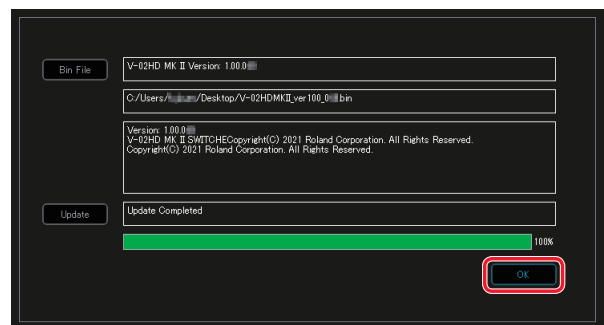 Bin File
V-02HD MK Ⅱ Version: 1.00.0
C:/Users/ /Desktop/V-02HDMKⅡ_ver100_0 .bin
Version: 1.00.0
V-02HD MK Ⅱ SWITCHECopyright(C) 2021 Roland Corporation. All Rights Reserved.
Copyright(C) 2021 Roland Corporation. All Rights Reserved.
Update
Update Completed
100%
OK